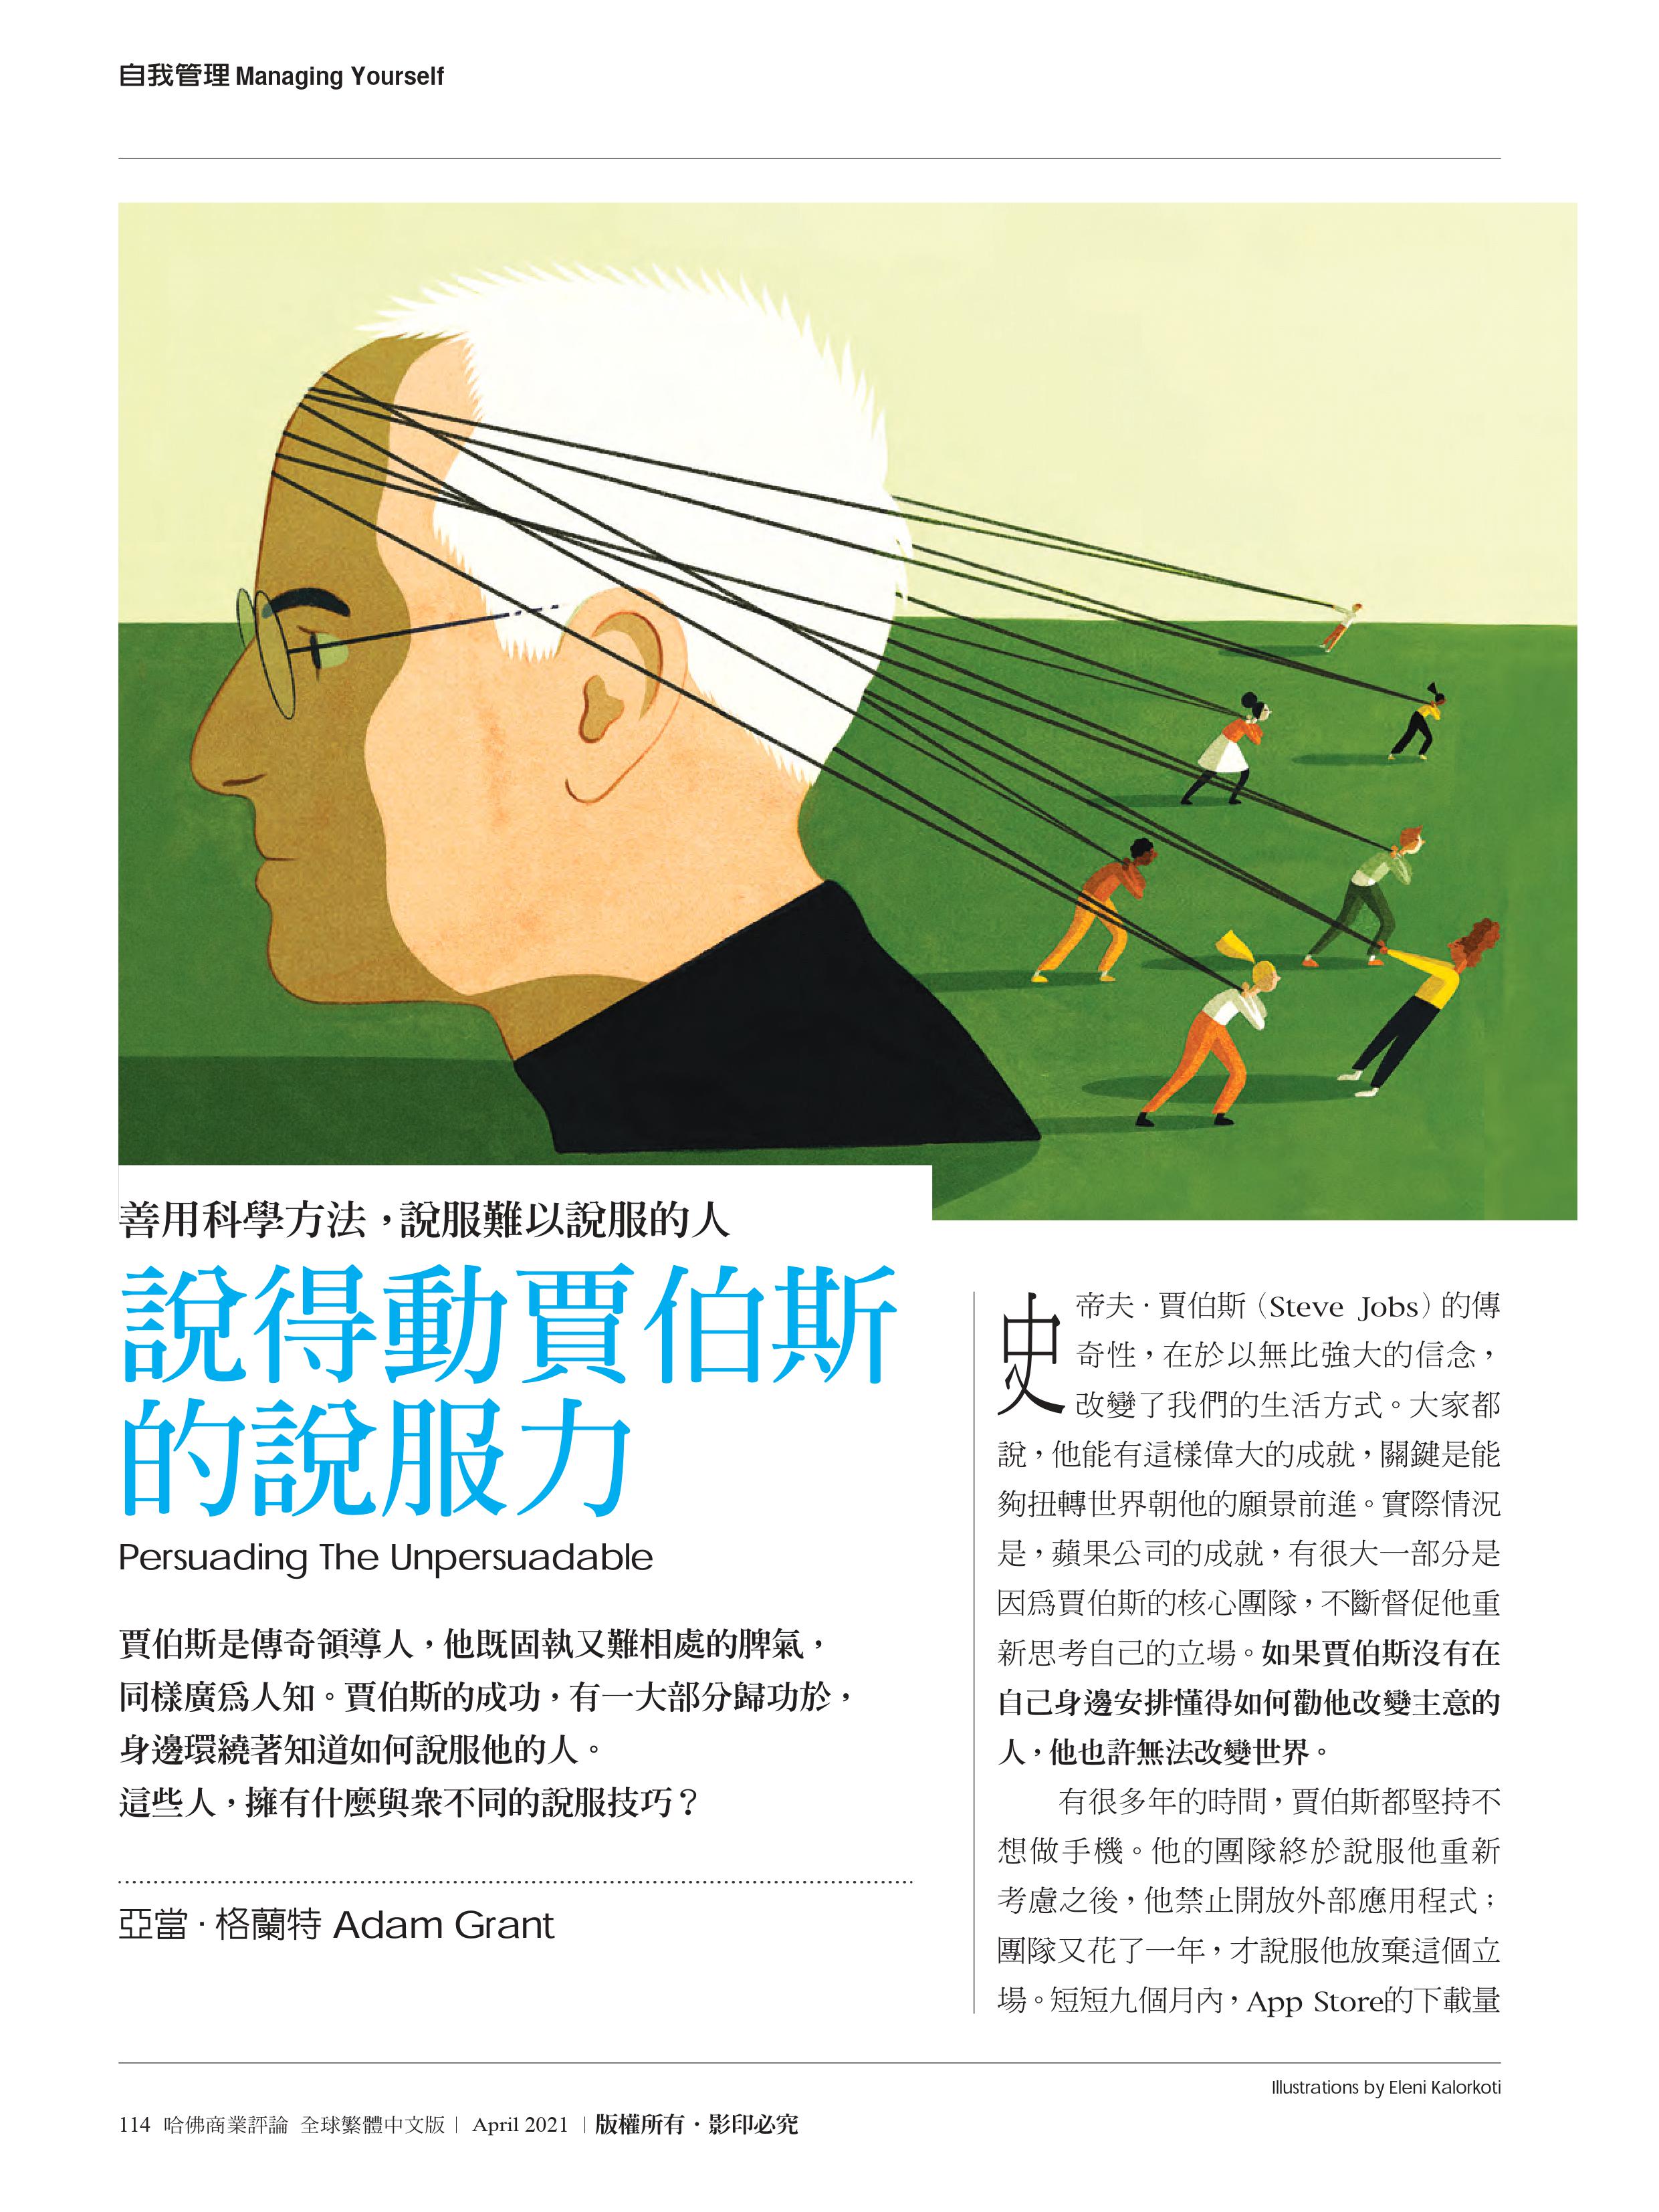 自我管理 Managing Yourself
善用科學方法，說服難以說服的人
說得動賈伯斯
的說服力
Persuading The Unpersuadable
賈伯斯是傳奇領導人，他既固執又難相處的脾氣，
同樣廣為人知。賈伯斯的成功，有一大部分歸功於，
身邊環繞著知道如何說服他的人。
這些人，擁有什麼與眾不同的說服技巧？
亞當·格蘭特 Adam Grant
史帝夫·賈伯斯（Steve Jobs）的傳
奇性，在於以無比強大的信念，
改變了我們的生活方式。大家都
說，他能有這樣偉大的成就，關鍵是能
夠扭轉世界朝他的願景前進。實際情況
是，蘋果公司的成就，有很大一部分是
因為賈伯斯的核心團隊，不斷督促他重
新思考自己的立場。如果賈伯斯沒有在
自己身邊安排懂得如何勸他改變主意的
人，他也許無法改變世界。
有很多年的時間，賈伯斯都堅持不
想做手機。他的團隊終於說服他重新
考慮之後，他禁止開放外部應用程式；
團隊又花了一年，才說服他放棄這個立
場。短短九個月內，App Store的下載量
Illustrations by Eleni Kalorkoti
114 哈佛商業評論 全球繁體中文版｜ April 2021 ｜版權所有·影印必究